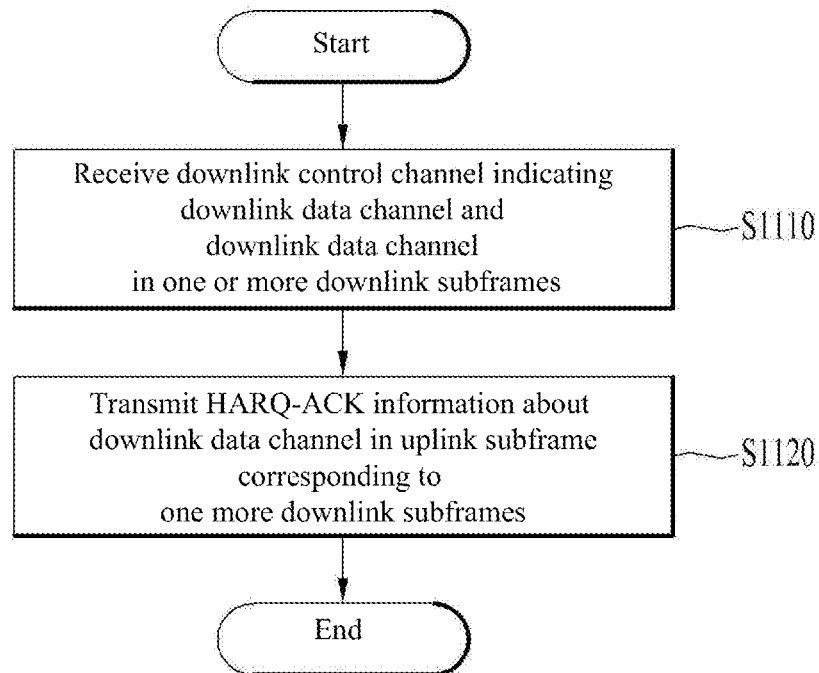 Start
Receive downlink control channel indicating
downlink data channel and
downlink data channel
in one or more downlink subframes
S1110
Transmit HARQ-ACK information about
downlink data channel in uplink subframe
corresponding to
one more downlink subframes
S1120
End